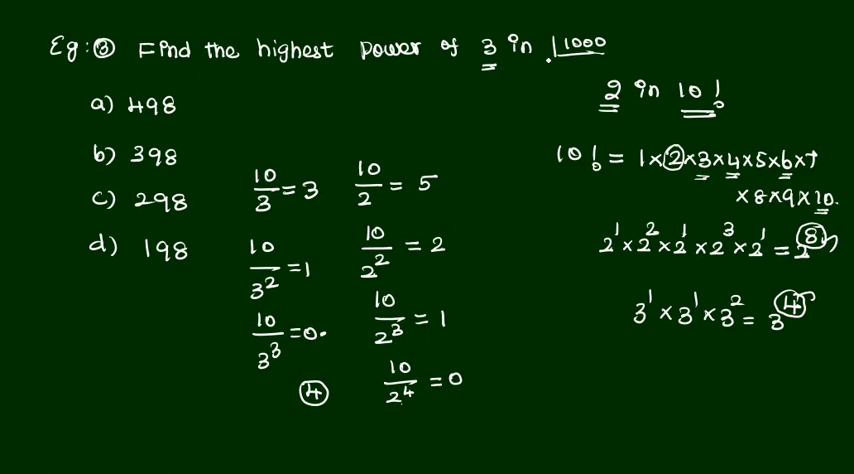 Eg:③ Find the highest power of 3 in |1000
a) 498
b) 398
c) 298
d) 198
10/3 = 3
10/3² = 1
10/3³ = 0.
④
10/2 = 5
10/2² = 2
10/2³ = 1
10/2⁴ = 0
2 in 10!
10! = 1×2×3×4×5×6×7
×8×9×10.
2¹×2²×2¹×2³×2¹ = 2⁸
3¹×3¹×3² = 3⁴